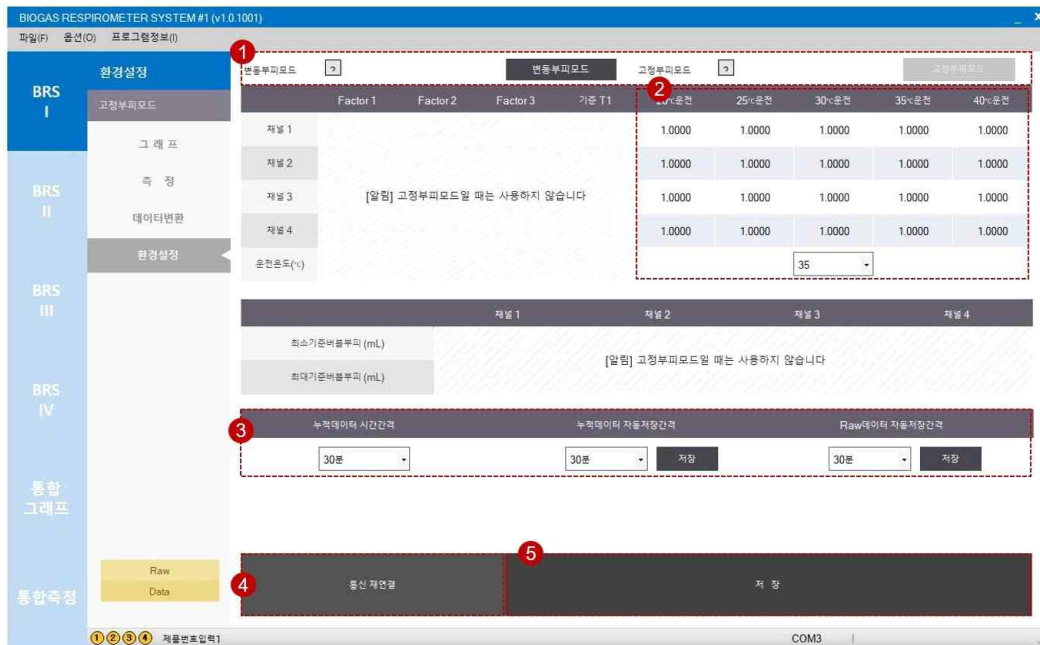 BIOGAS RESPIROMETER SYSTEM #1 (v1.0.1001)
파일(F) 옵션(O) 프로그램정보(I)
BRS I
BRS II
BRS III
BRS IV
통합 그래프
통합측정
환경설정
고정부피모드
그 래 프
측 정
데이터변환
환경설정
Raw
Data
1
변동부피모드 ? 변동부피모드 고정부피모드 ? 고정부피모드
2
Factor 1 Factor 2 Factor 3 기준 T1 25℃운전 30℃운전 35℃운전 40℃운전
채널 1 1.0000 1.0000 1.0000 1.0000 1.0000
채널 2 1.0000 1.0000 1.0000 1.0000 1.0000
채널 3 1.0000 1.0000 1.0000 1.0000 1.0000
채널 4 1.0000 1.0000 1.0000 1.0000 1.0000
[알림] 고정부피모드일 때는 사용하지 않습니다
운전온도(℃) 35
채널 1 채널 2 채널 3 채널 4
최소기준버블부피 (mL)
최대기준버블부피 (mL)
[알림] 고정부피모드일 때는 사용하지 않습니다
3
누적데이터 시간간격 누적데이터 자동저장간격 Raw데이터 자동저장간격
30분 30분 저장 30분 저장
4
통신 재연결
5
저 장
1 2 3 4 제품번호입력1 COM3